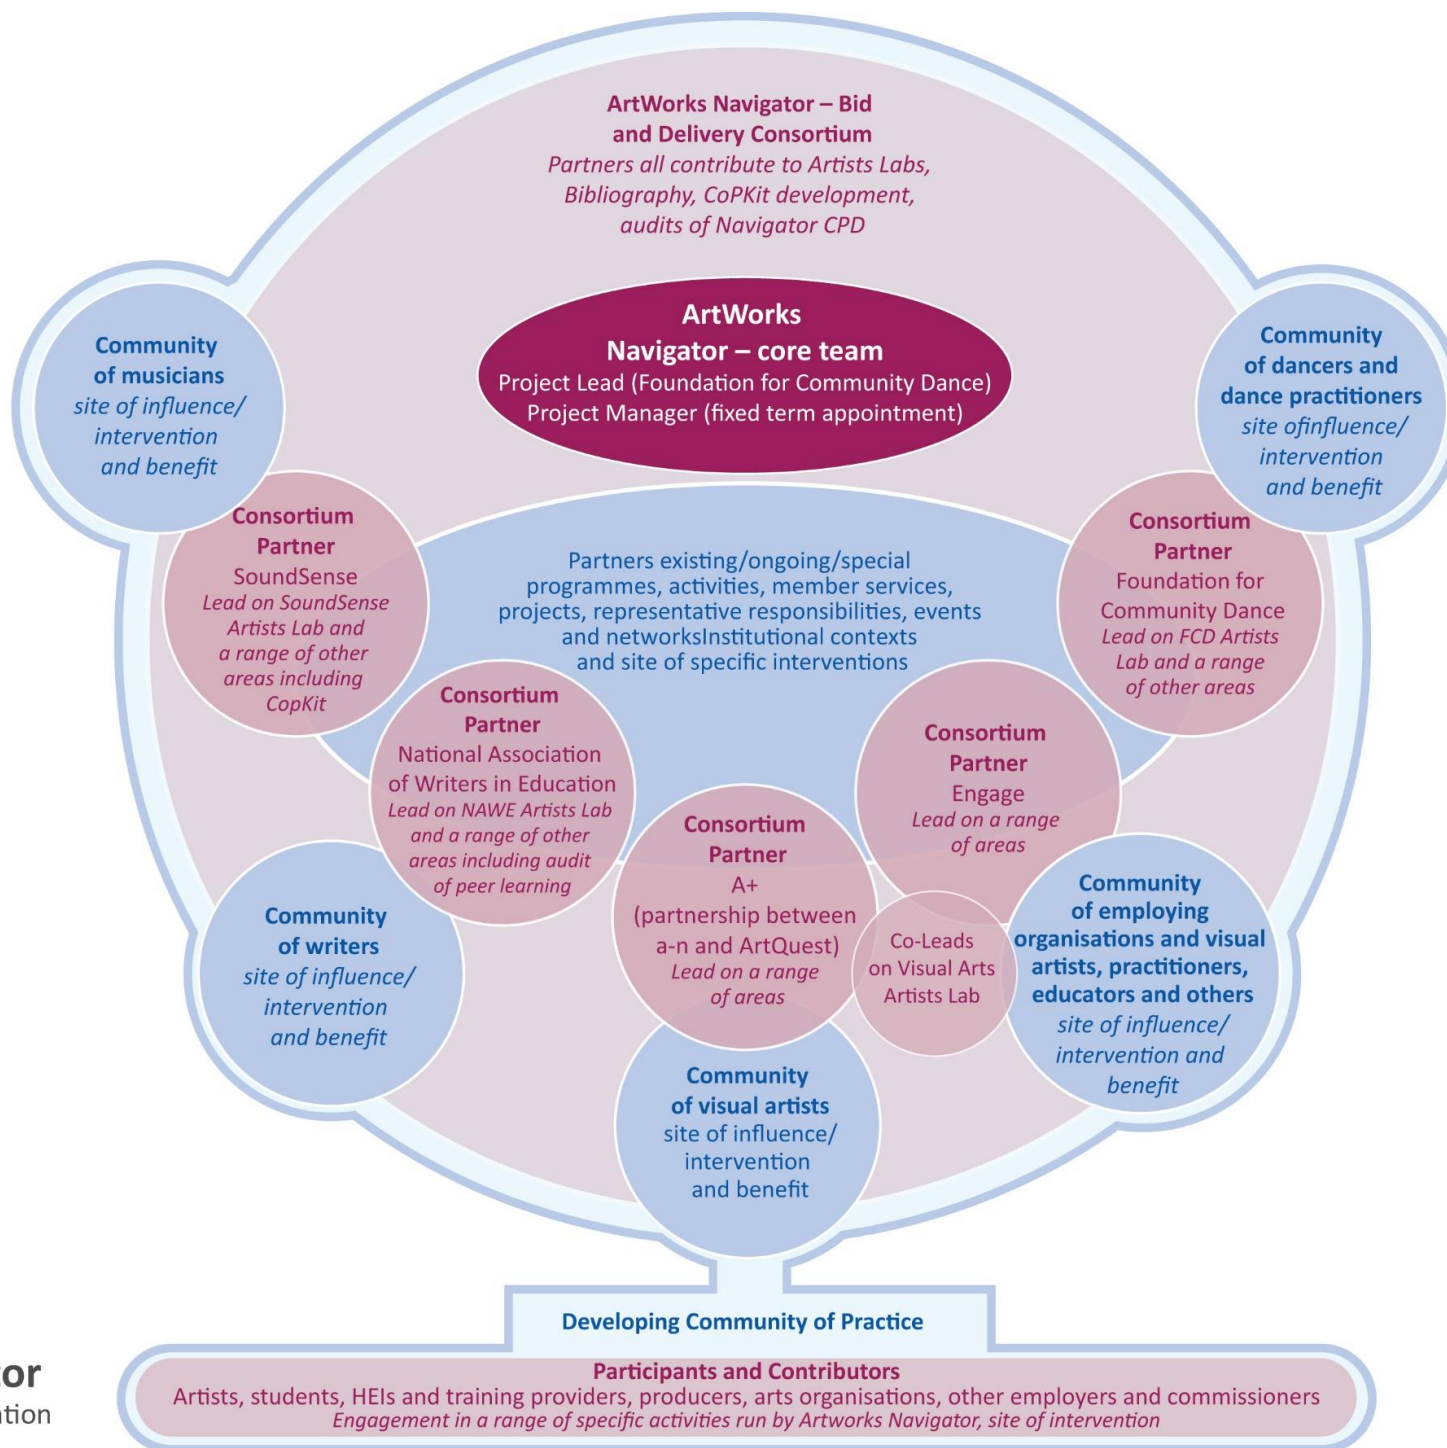 ArtWorks Navigator – Bid
and Delivery Consortium
Partners all contribute to Artists Labs,
Bibliography, CoPKit development,
audits of Navigator CPD
ArtWorks
Navigator – core team
Project Lead (Foundation for Community Dance)
Project Manager (fixed term appointment)
Community
of musicians
site of influence/
intervention
and benefit
Community
of dancers and
dance practitioners
site ofinfluence/
intervention
and benefit
Consortium
Partner
SoundSense
Lead on SoundSense
Artists Lab and
a range of other
areas including
CopKit
Partners existing/ongoing/special
programmes, activities, member services,
projects, representative responsibilities, events
and networksInstitutional contexts
and site of specific interventions
Consortium
Partner
Foundation for
Community Dance
Lead on FCD Artists
Lab and a range
of other areas
Consortium
Partner
National Association
of Writers in Education
Lead on NAWE Artists Lab
and a range of other
areas including audit
of peer learning
Consortium
Partner
Engage
Lead on a range
of areas
Consortium
Partner
A+
(partnership between
a-n and ArtQuest)
Lead on a range
of areas
Community
of writers
site of influence/
intervention
and benefit
Co-Leads
on Visual Arts
Artists Lab
Community
of employing
organisations and visual
artists, practitioners,
educators and others
site of influence/
intervention and
benefit
Community
of visual artists
site of influence/
intervention
and benefit
Developing Community of Practice
Participants and Contributors
Artists, students, HEIs and training providers, producers, arts organisations, other employers and commissioners
Engagement in a range of specific activities run by Artworks Navigator, site of intervention
tor